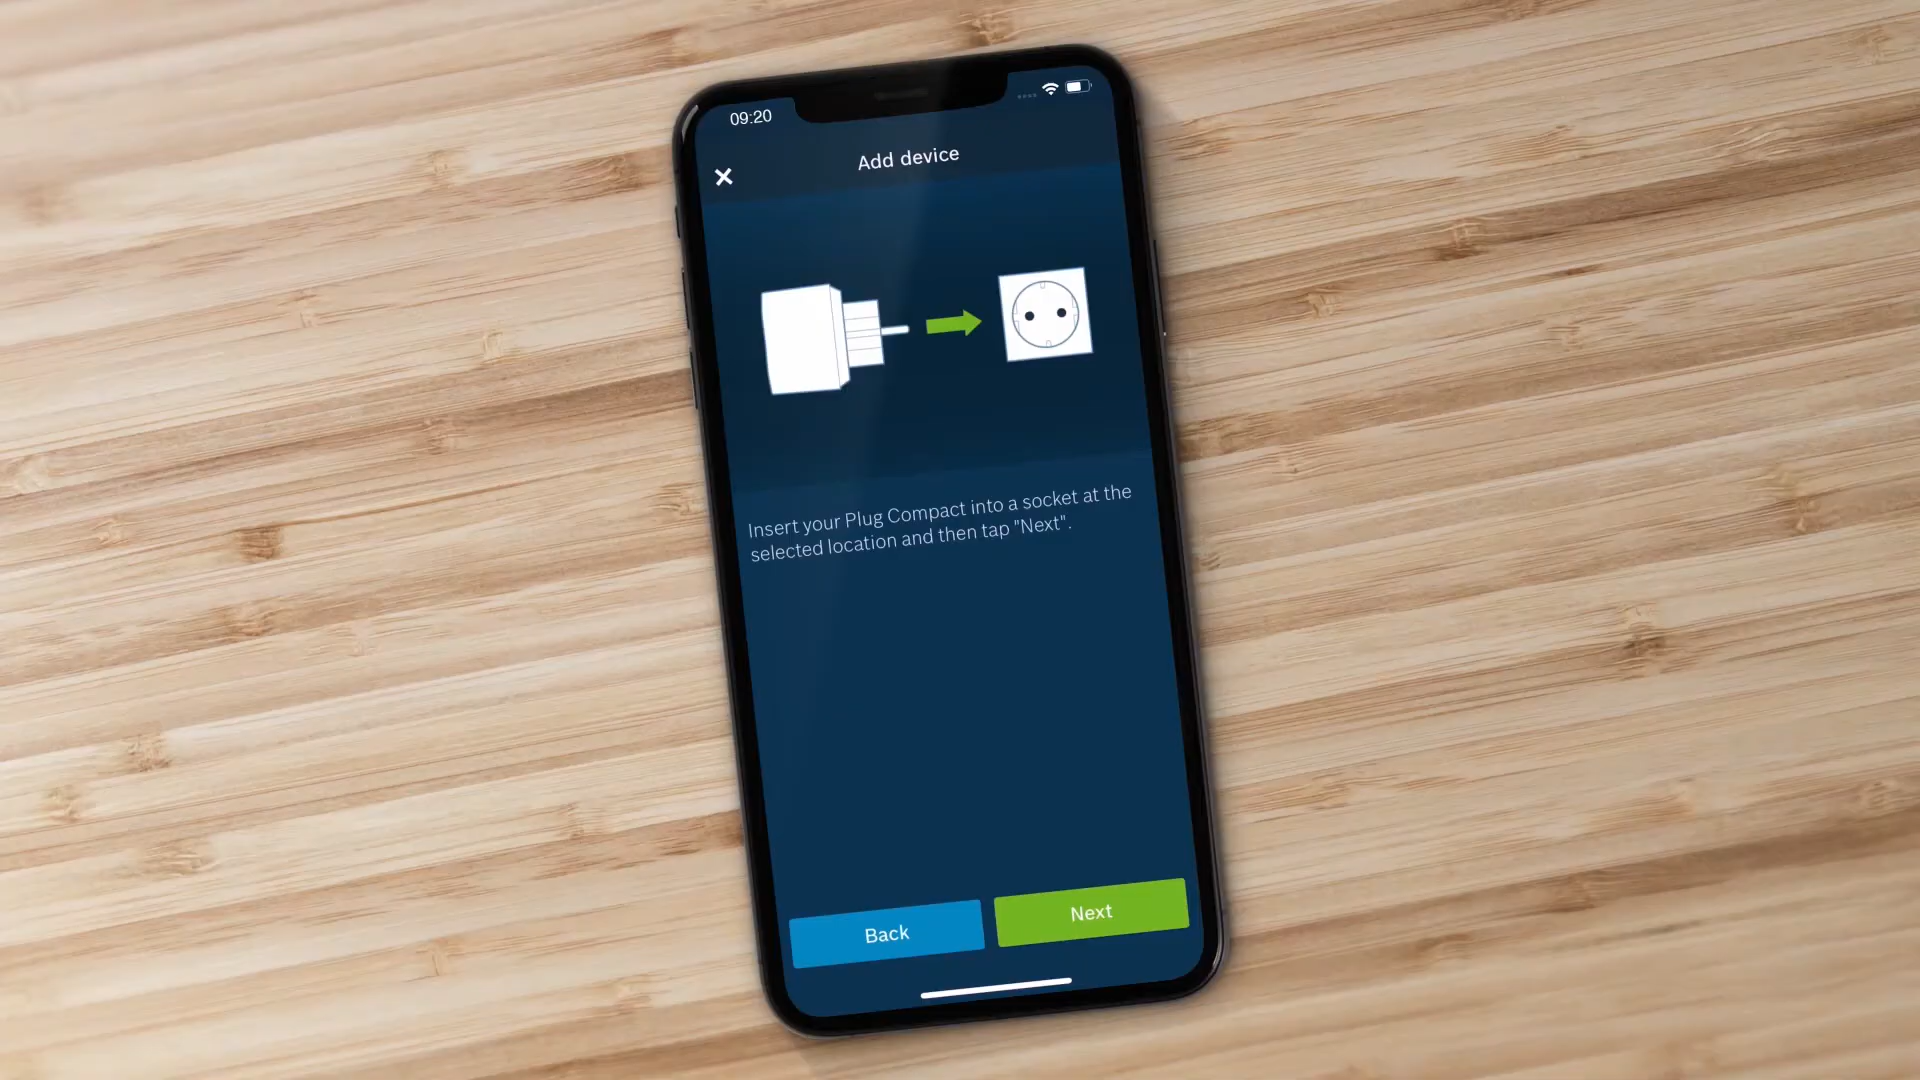 09:20
Add device
Insert your Plug Compact into a socket at the
selected location and then tap "Next".
Back
Next